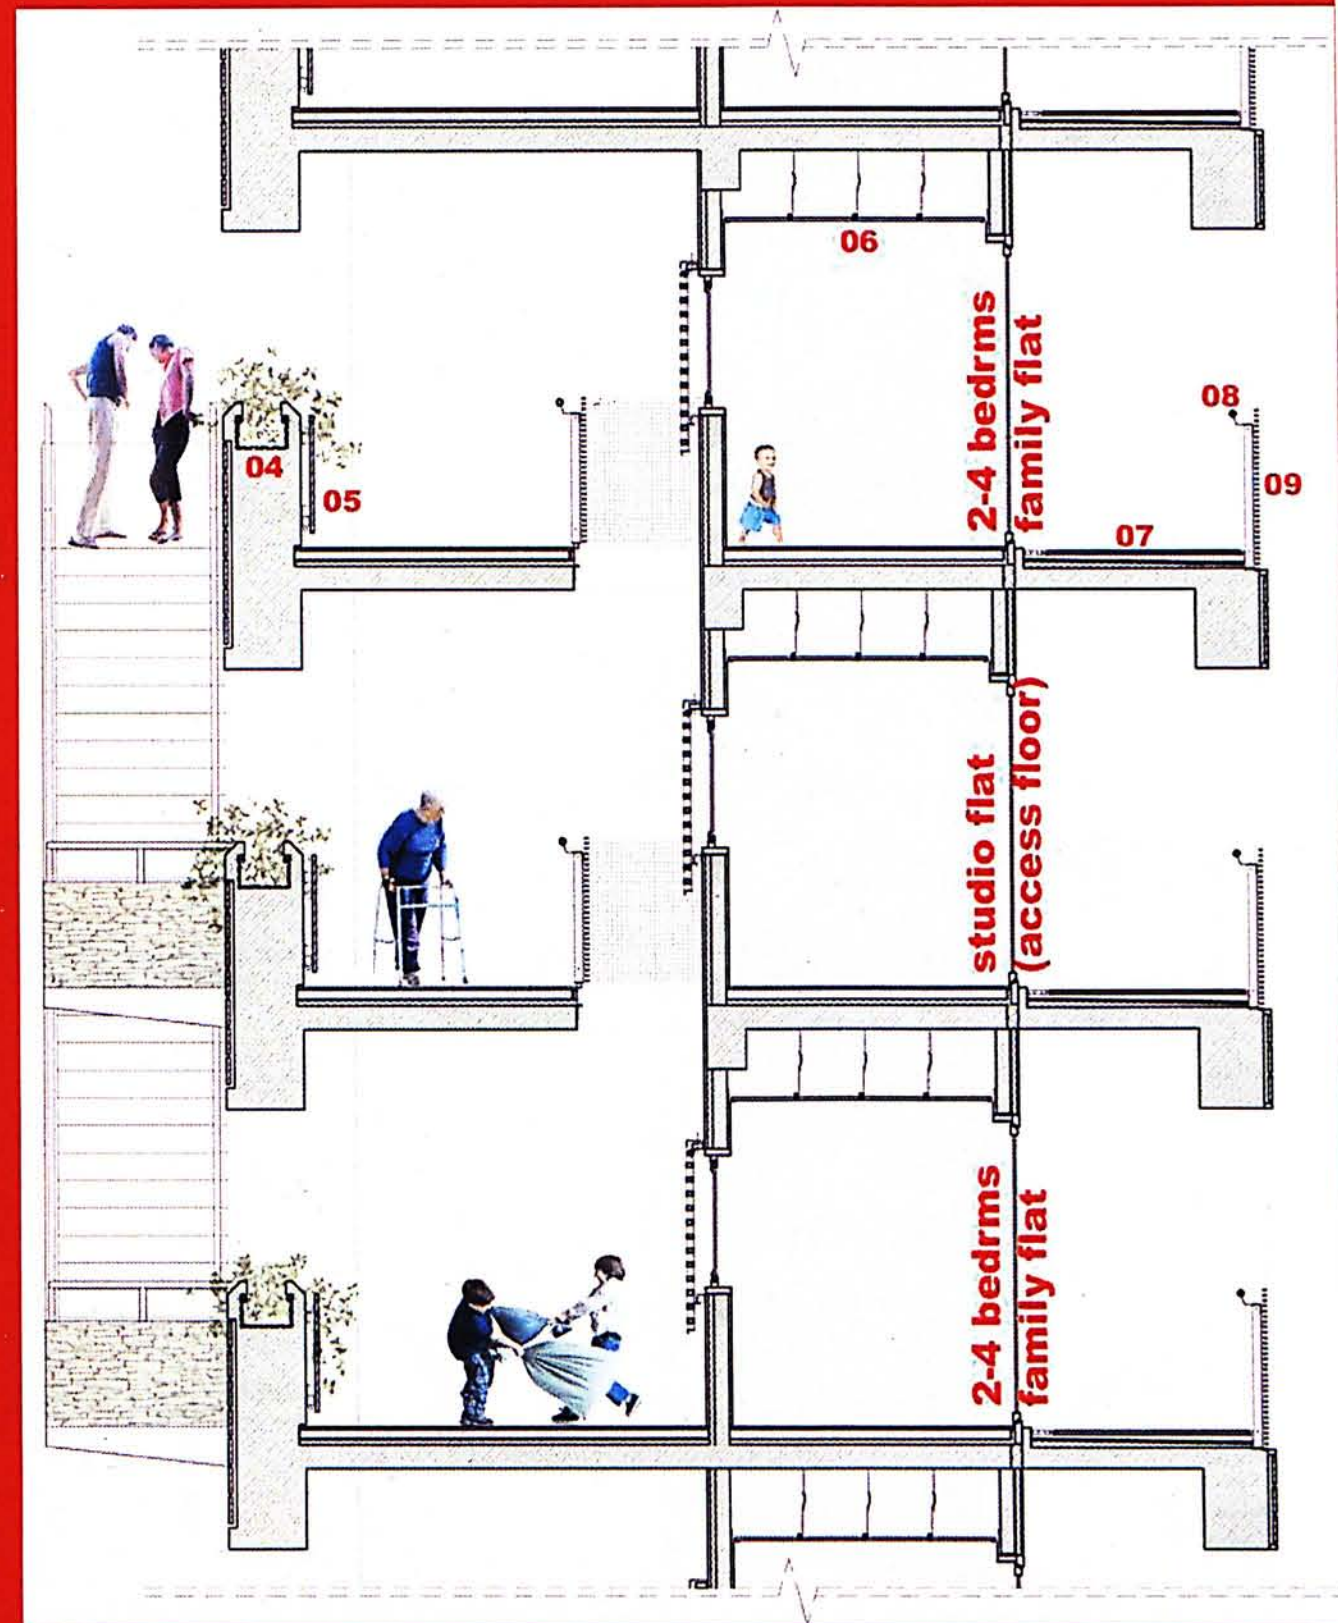 06
2-4 bedrms
family flat
08
04
05
09
07
studio flat
(access floor)
2-4 bedrms
family flat